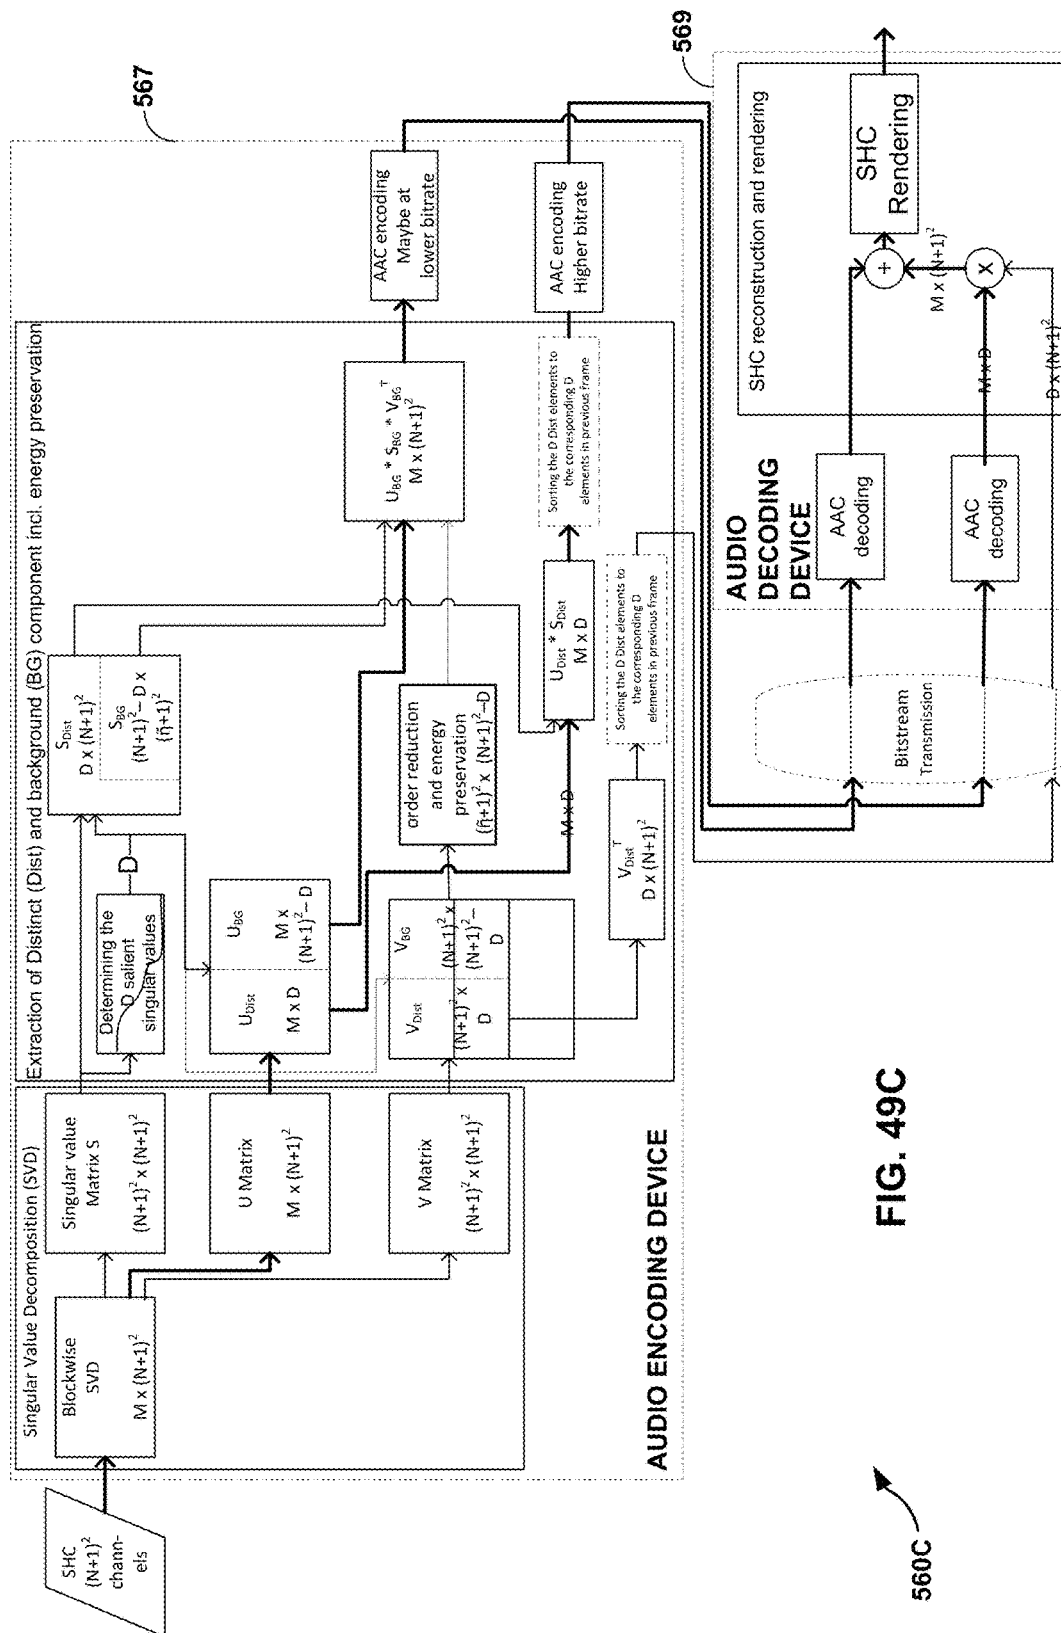 567
569
SHC
(N+1)²
chann-
els
Singular Value Decomposition (SVD)
Blockwise
SVD
M x (N+1)²
Singular value
Matrix S
(N+1)² x (N+1)²
U Matrix
M x (N+1)²
V Matrix
(N+1)² x (N+1)²
AUDIO ENCODING DEVICE
Extraction of Distinct (Dist) and background (BG) component incl. energy preservation
Determining the
D salient
singular values
D
S_Dist
D x (N+1)²
S_BG
(N+1)² – D x
(ñ+1)²
U_Dist
M x D
U_BG
M x
(N+1)² – D
V_Dist
(N+1)² x
D
V_BG
(N+1)² x
(N+1)² –
D
order reduction
and energy
preservation
(ñ+1)² x (N+1)²–D
M x D
V_Dist^T
D x (N+1)²
U_BG * S_BG * V_BG^T
M x (N+1)²
U_Dist * S_Dist
M x D
Sorting the D Dist elements to
the corresponding D
elements in previous frame
Sorting the D Dist elements to
the corresponding D
elements in previous frame
AAC encoding
Maybe at
lower bitrate
AAC encoding
Higher bitrate
Bitstream
Transmission
AUDIO
DECODING
DEVICE
AAC
decoding
AAC
decoding
SHC reconstruction and rendering
M x D
D x (N+1)²
M x (N+1)²
+
X
SHC
Rendering
560C
FIG. 49C